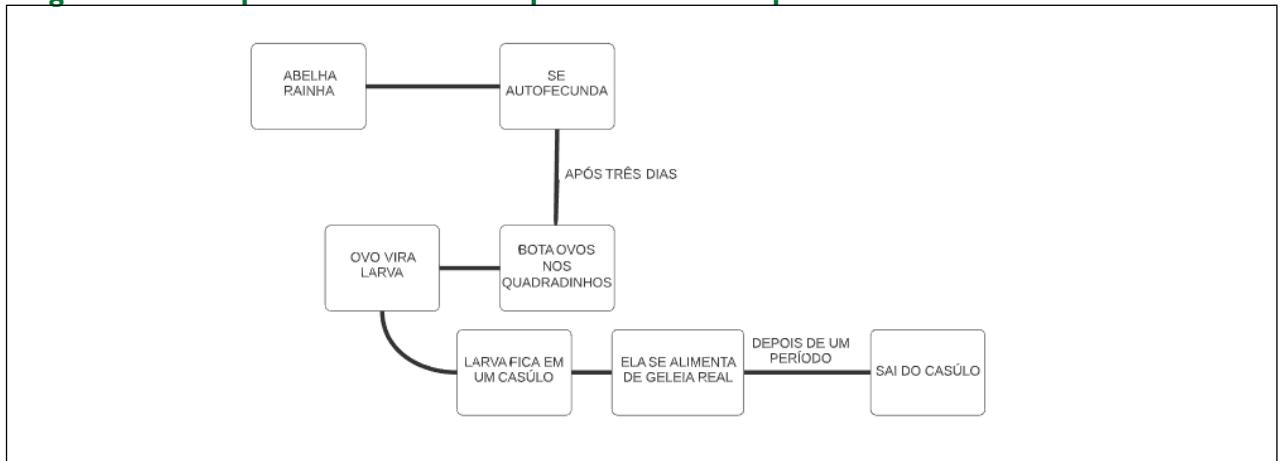 ABELHA
RAINHA
SE
AUTOFECUNDA
APÓS TRÊS DIAS
OVO VIRA
LARVA
BOTA OVOS
NOS
QUADRADINHOS
LARVA FICA EM
UM CASÚLO
ELA SE ALIMENTA
DE GELEIA REAL
DEPOIS DE UM
PERÍODO
SAI DO CASÚLO